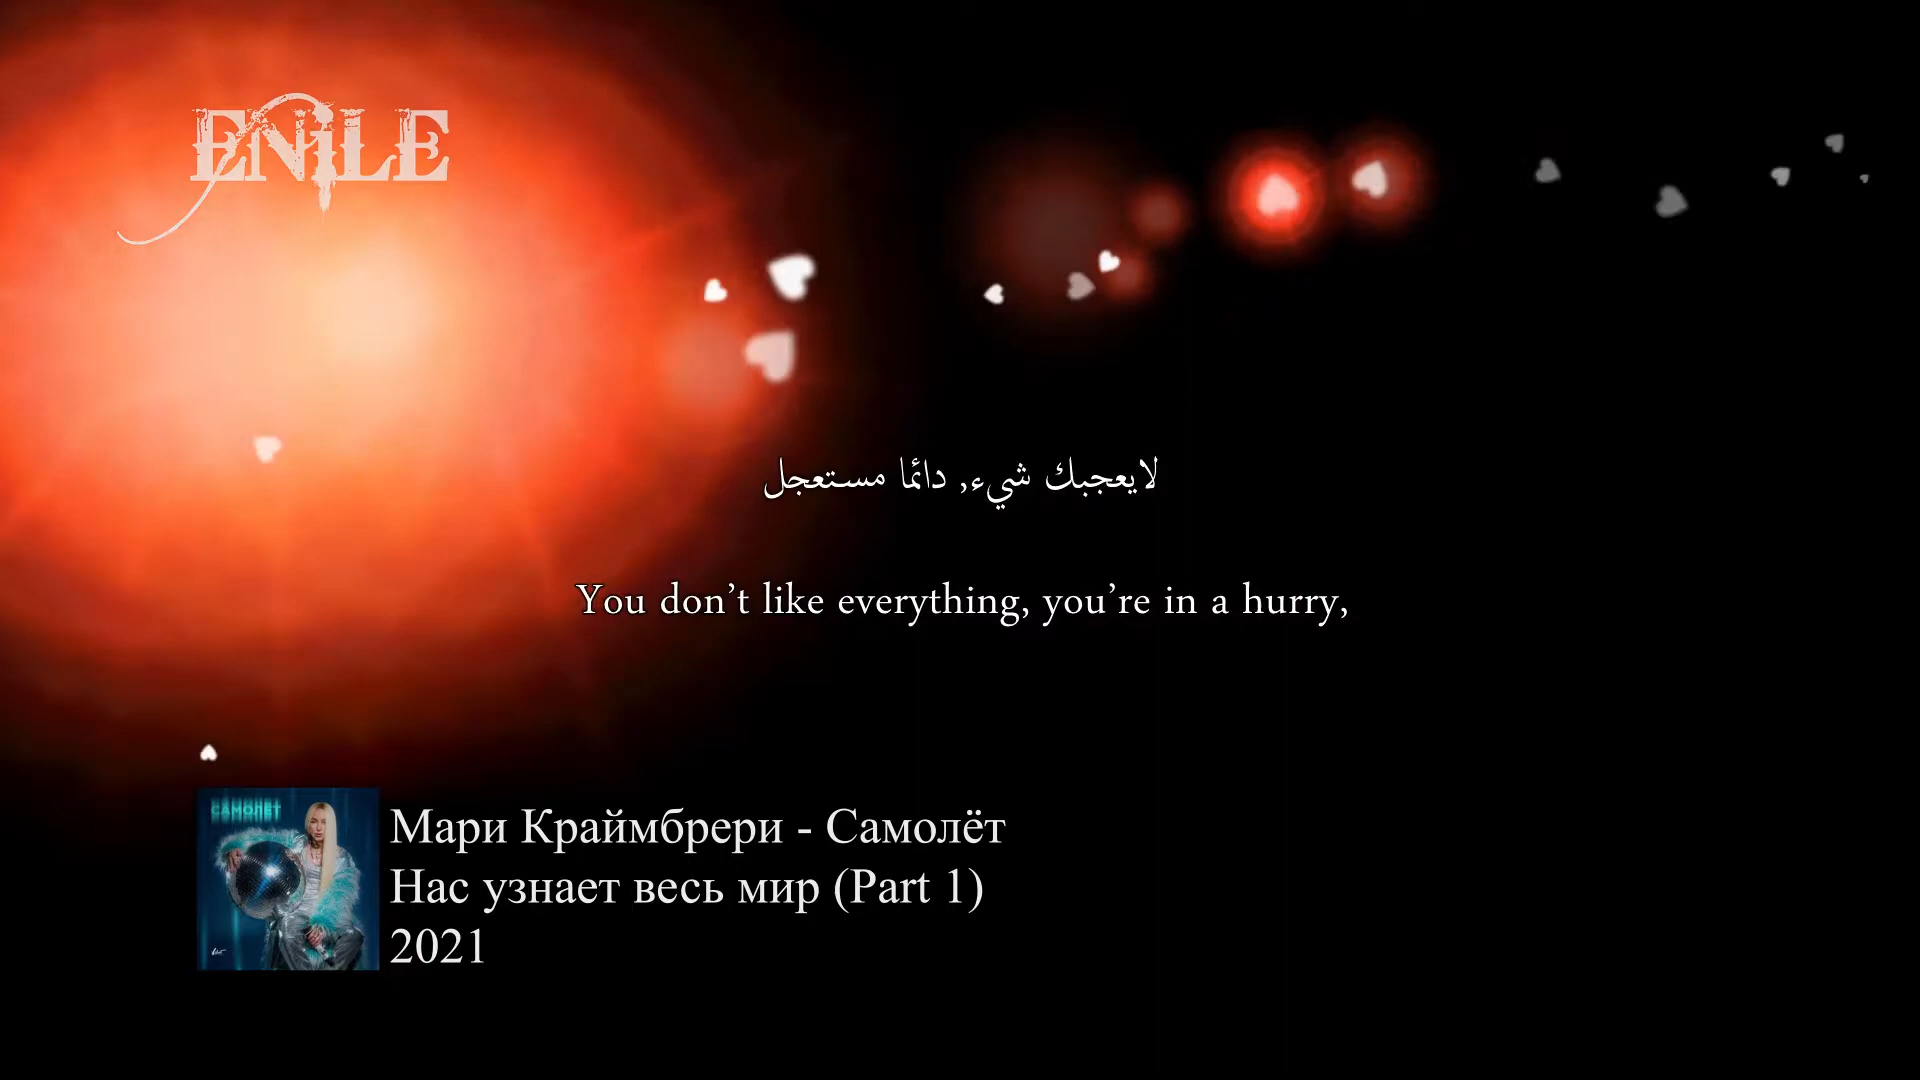 ENiLE
لايعجبك شيء, دائما مستعجل
You don’t like everything, you’re in a hurry,
САМОЛЁТ
Мари Краймбрери - Самолёт
Нас узнает весь мир (Part 1)
2021